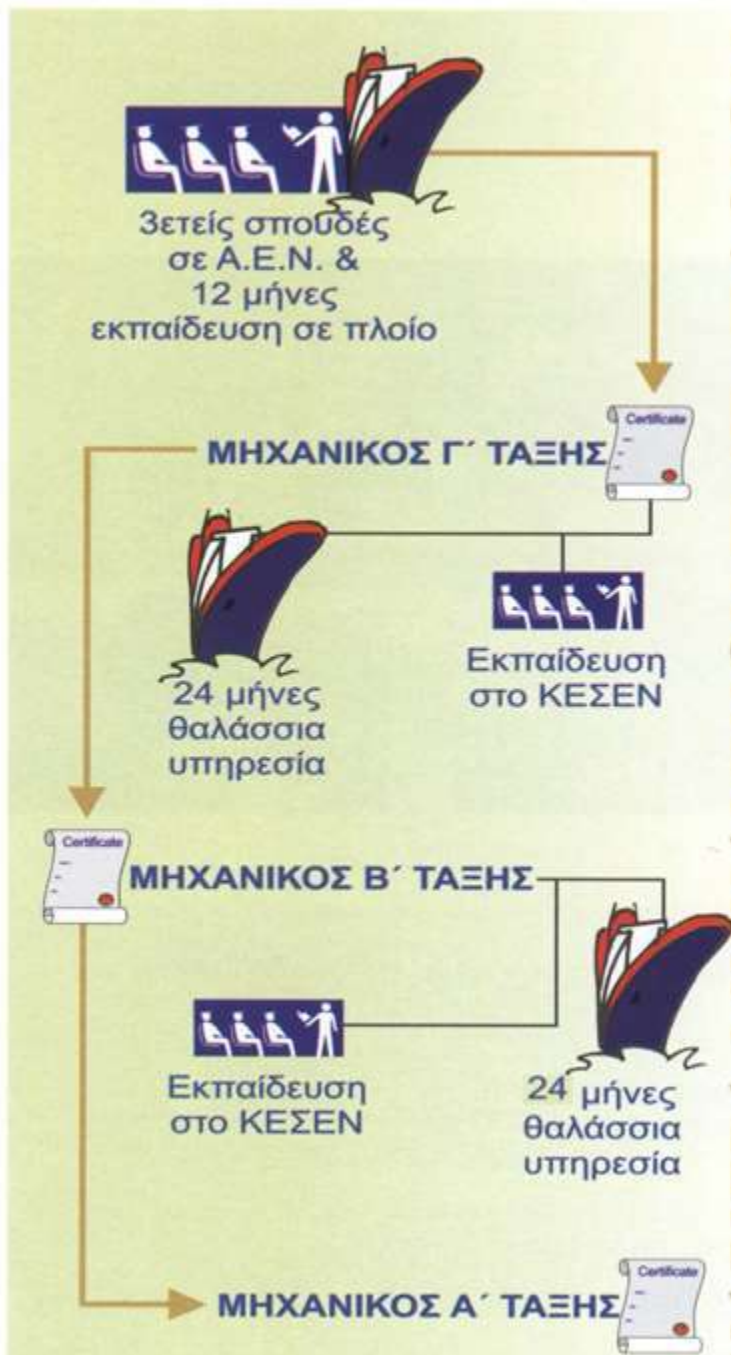 3ετείς σπουδές
σε Α.Ε.Ν. &
12 μήνες
εκπαίδευση σε πλοίο
Certificate
ΜΗΧΑΝΙΚΟΣ Γ΄ ΤΑΞΗΣ
Εκπαίδευση
στο ΚΕΣΕΝ
24 μήνες
θαλάσσια
υπηρεσία
Certificate
ΜΗΧΑΝΙΚΟΣ Β΄ ΤΑΞΗΣ
Εκπαίδευση
στο ΚΕΣΕΝ
24 μήνες
θαλάσσια
υπηρεσία
ΜΗΧΑΝΙΚΟΣ Α΄ ΤΑΞΗΣ
Certificate